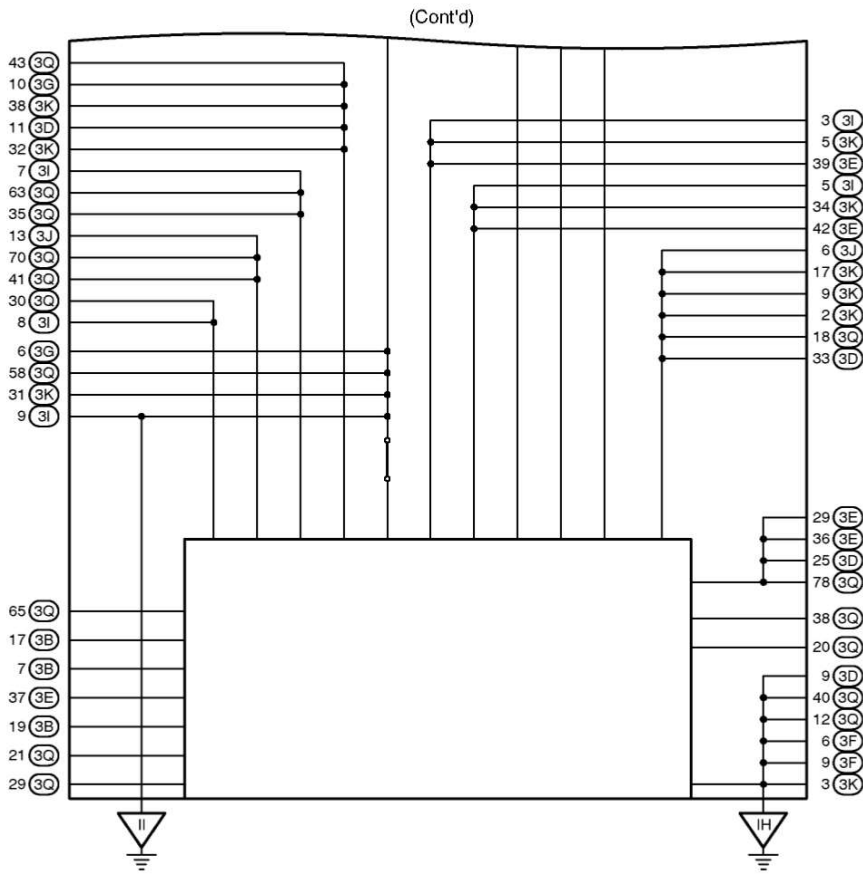 (Cont'd)
43 3Q
10 3G
38 3K
11 3D
32 3K
7 3I
63 3Q
35 3Q
13 3J
70 3Q
41 3Q
30 3Q
8 3I
6 3G
58 3Q
31 3K
9 3I
65 3Q
17 3B
7 3B
37 3E
19 3B
21 3Q
29 3Q
II
3 3I
5 3K
39 3E
5 3I
34 3K
42 3E
6 3J
17 3K
9 3K
2 3K
18 3Q
33 3D
29 3E
36 3E
25 3D
78 3Q
38 3Q
20 3Q
9 3D
40 3Q
12 3Q
6 3F
9 3F
3 3K
IH